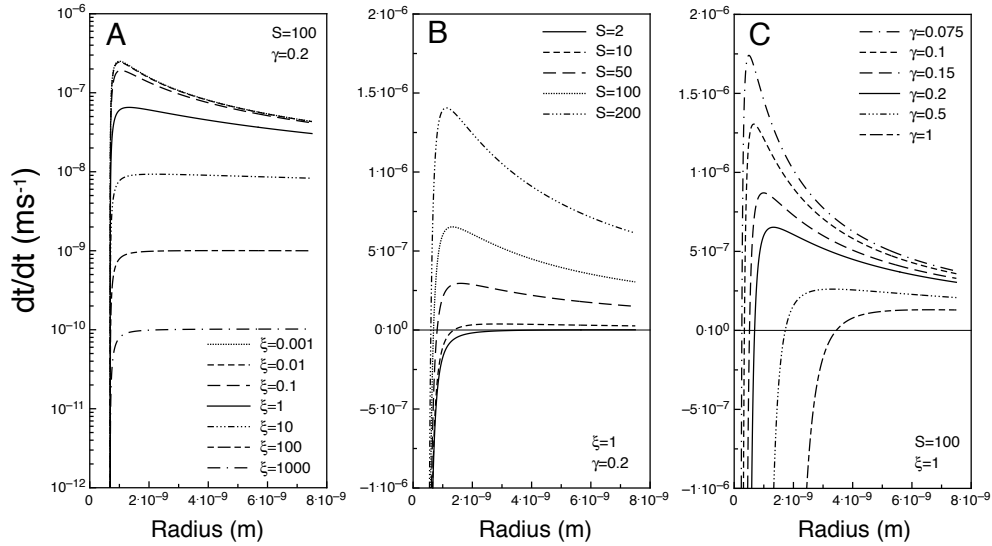 A
S=100
γ=0.2
10⁻⁶
10⁻⁷
10⁻⁸
10⁻⁹
10⁻¹⁰
10⁻¹¹
10⁻¹²
dt/dt (ms⁻¹)
ξ=0.001
ξ=0.01
ξ=0.1
ξ=1
ξ=10
ξ=100
ξ=1000
0
2·10⁻⁹
4·10⁻⁹
6·10⁻⁹
8·10⁻⁹
Radius (m)
B
S=2
S=10
S=50
S=100
S=200
2·10⁻⁶
1.5·10⁻⁶
1·10⁻⁶
5·10⁻⁷
0·10⁰
−5·10⁻⁷
−1·10⁻⁶
ξ=1
γ=0.2
0
2·10⁻⁹
4·10⁻⁹
6·10⁻⁹
8·10⁻⁹
Radius (m)
C
γ=0.075
γ=0.1
γ=0.15
γ=0.2
γ=0.5
γ=1
2·10⁻⁶
1.5·10⁻⁶
1·10⁻⁶
5·10⁻⁷
0·10⁰
−5·10⁻⁷
−1·10⁻⁶
S=100
ξ=1
0
2·10⁻⁹
4·10⁻⁹
6·10⁻⁹
8·10⁻⁹
Radius (m)